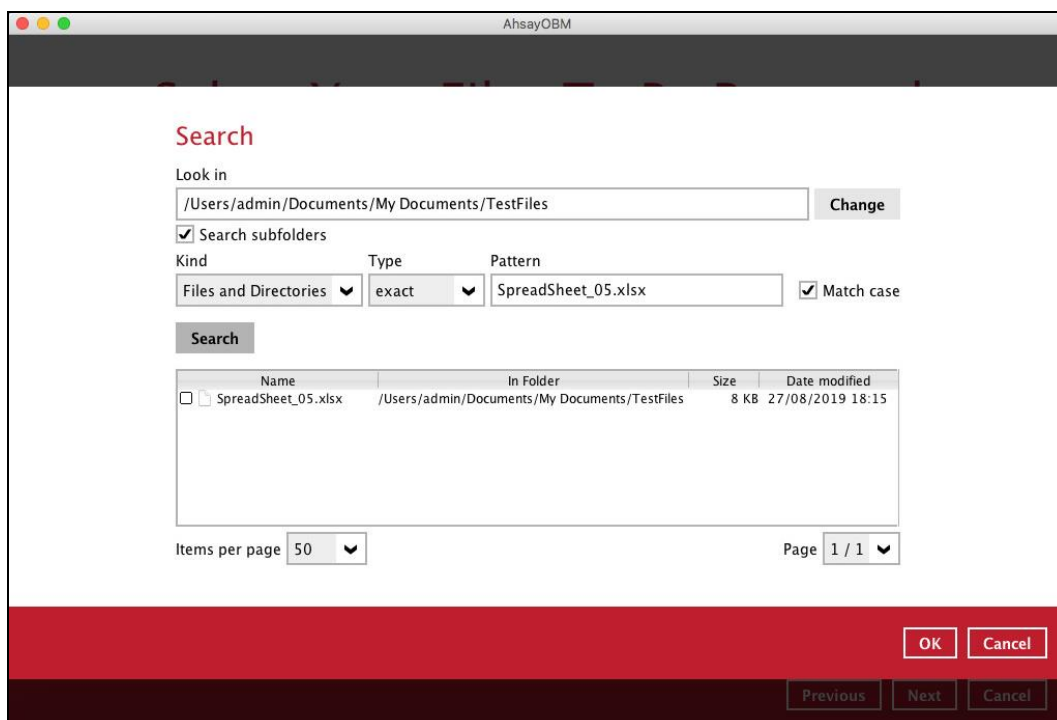 AhsayOBM
Search
Look in
/Users/admin/Documents/My Documents/TestFiles
Change
Search subfolders
Kind Type Pattern
Files and Directories exact SpreadSheet_05.xlsx Match case
Search
Name In Folder Size Date modified
SpreadSheet_05.xlsx /Users/admin/Documents/My Documents/TestFiles 8 KB 27/08/2019 18:15
Items per page 50 Page 1 / 1
OK Cancel
Previous Next Cancel